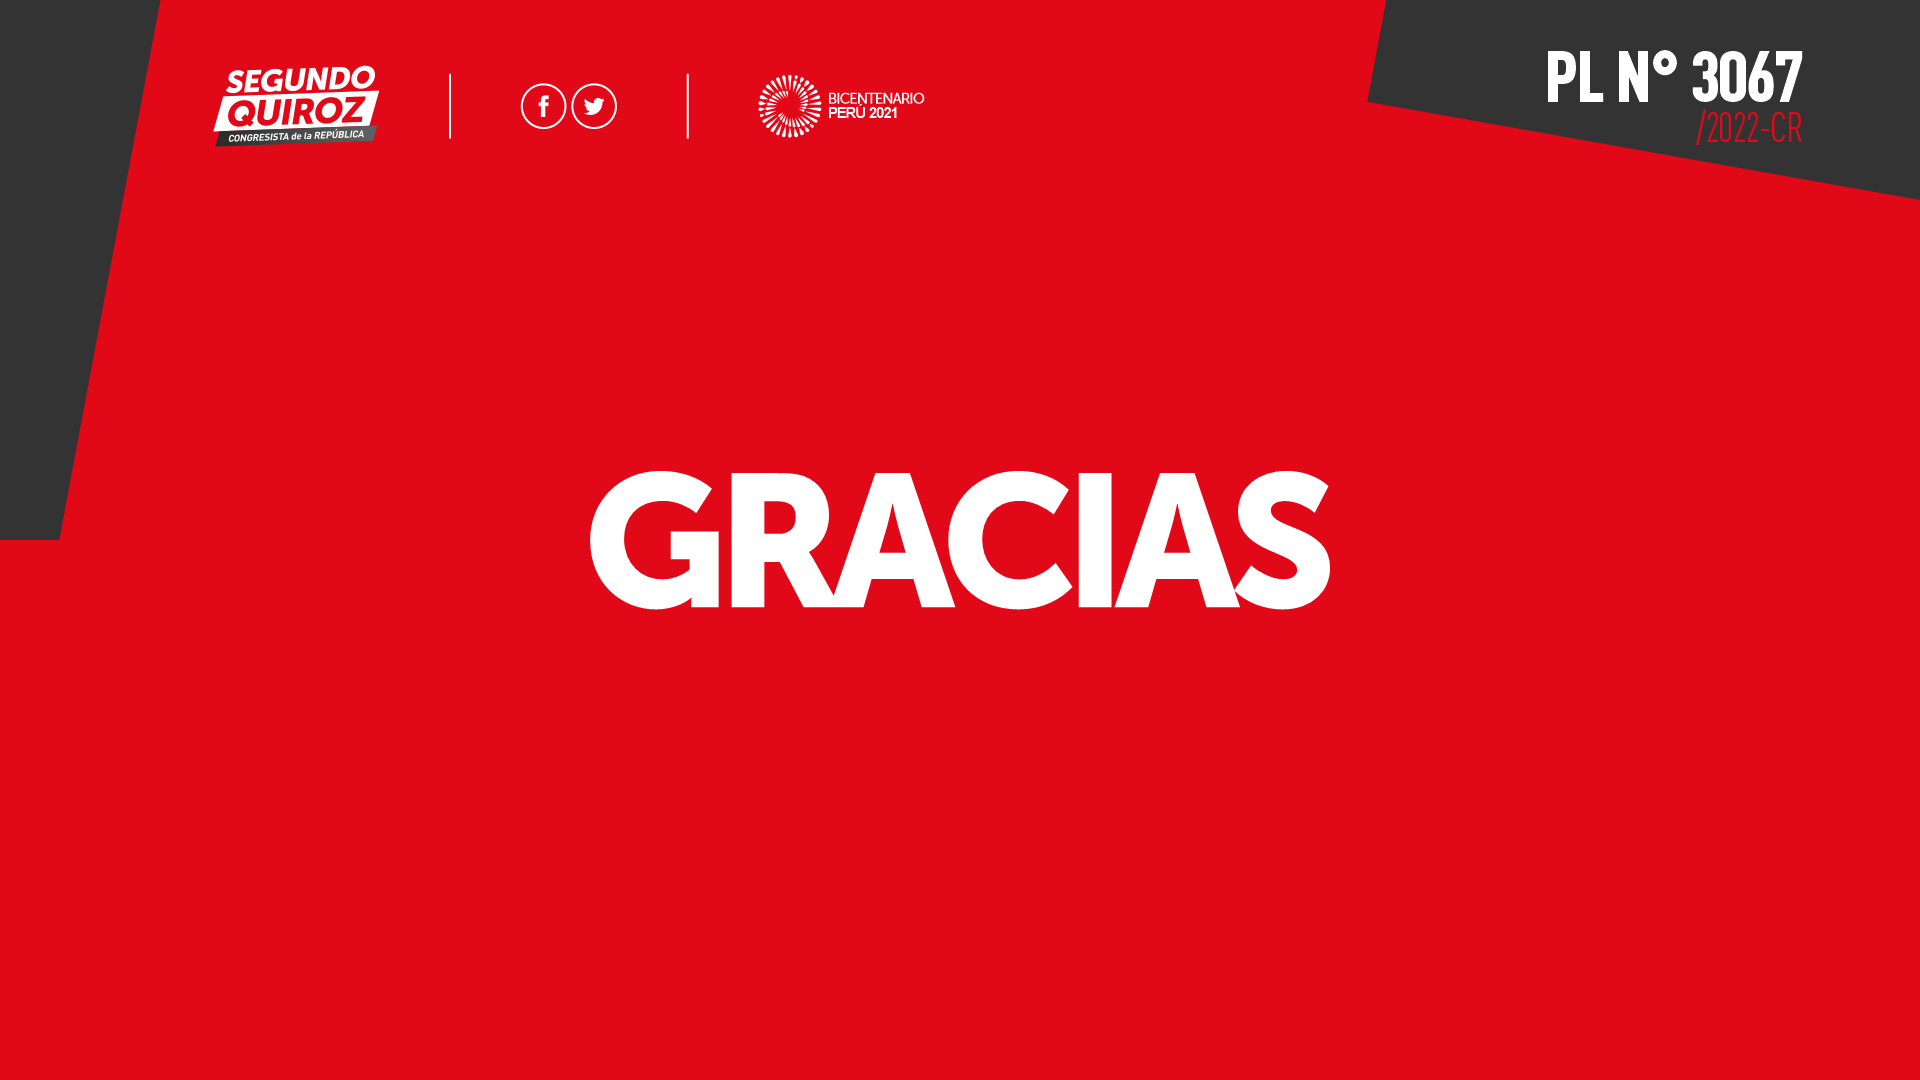 SEGUNDO
QUIROZ
CONGRESISTA de la REPÚBLICA
BICENTENARIO
PERÚ 2021
PL N° 3067
/2022-CR
GRACIAS